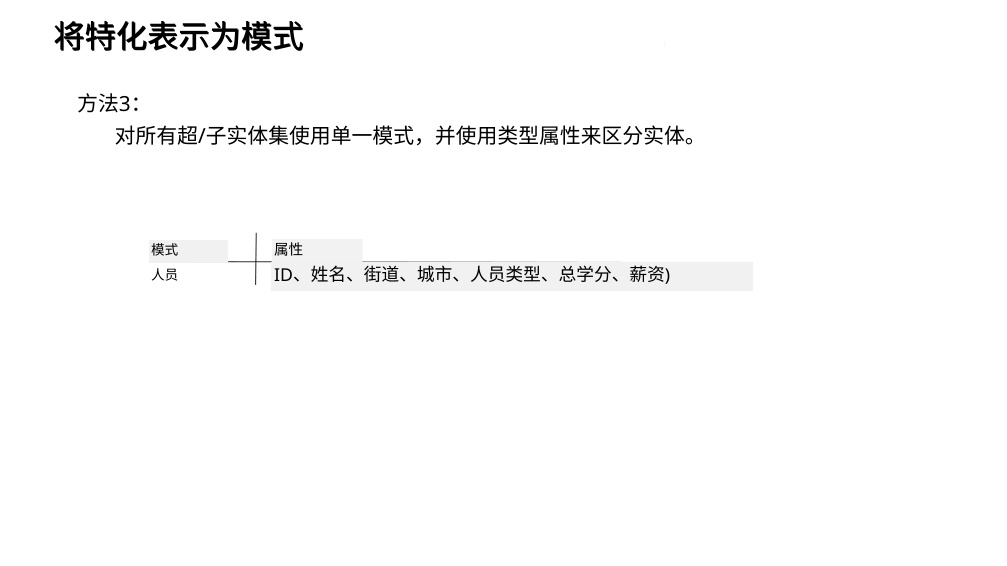 将特化表示为模式
方法3：
对所有超/子实体集使用单一模式，并使用类型属性来区分实体。
模式 属性
人员 ID、姓名、街道、城市、人员类型、总学分、薪资)